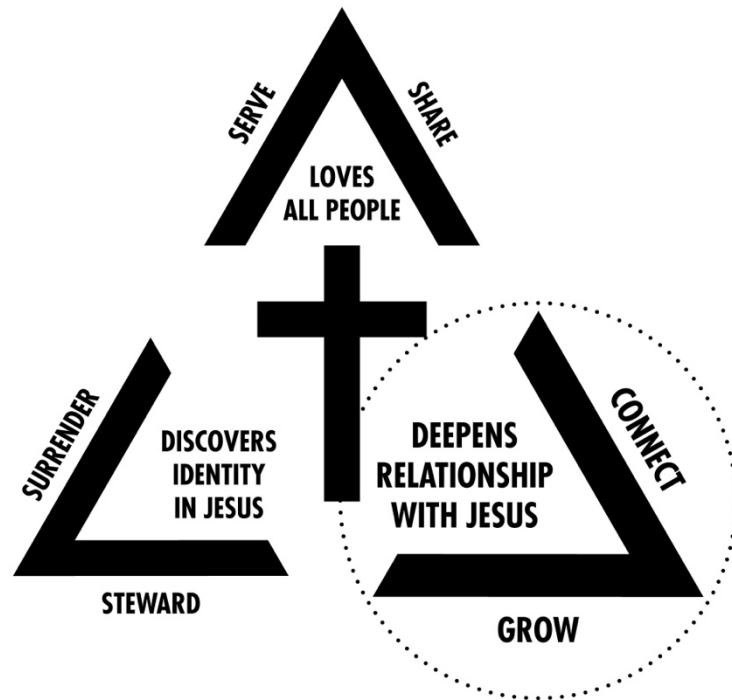 SERVE
SHARE
LOVES
ALL PEOPLE
SURRENDER
DISCOVERS
IDENTITY
IN JESUS
STEWARD
DEEPENS
RELATIONSHIP
WITH JESUS
CONNECT
GROW